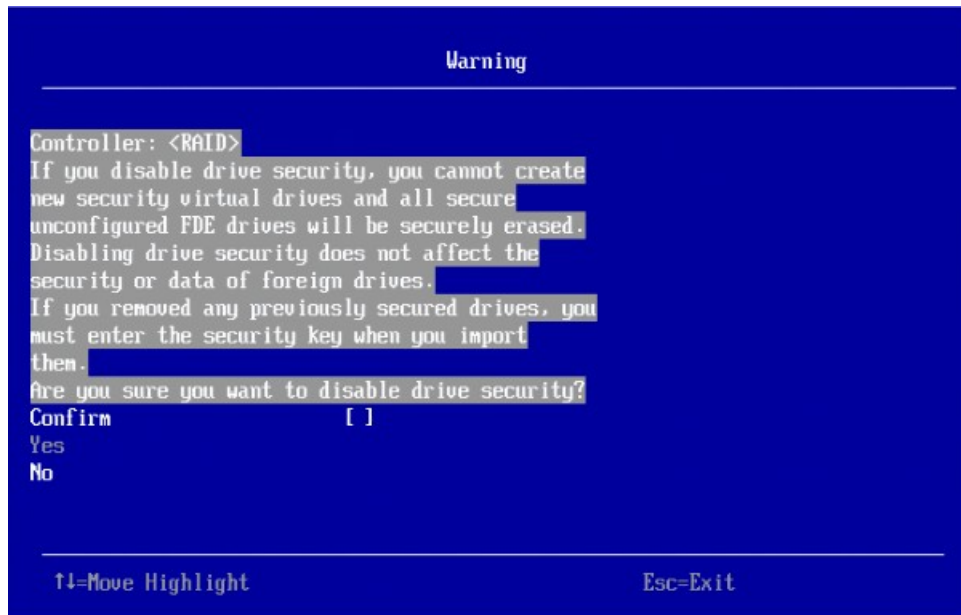 Warning
Controller: <RAID>
If you disable drive security, you cannot create
new security virtual drives and all secure
unconfigured FDE drives will be securely erased.
Disabling drive security does not affect the
security or data of foreign drives.
If you removed any previously secured drives, you
must enter the security key when you import
them.
Are you sure you want to disable drive security?
Confirm [ ]
Yes
No
↑↓=Move Highlight Esc=Exit